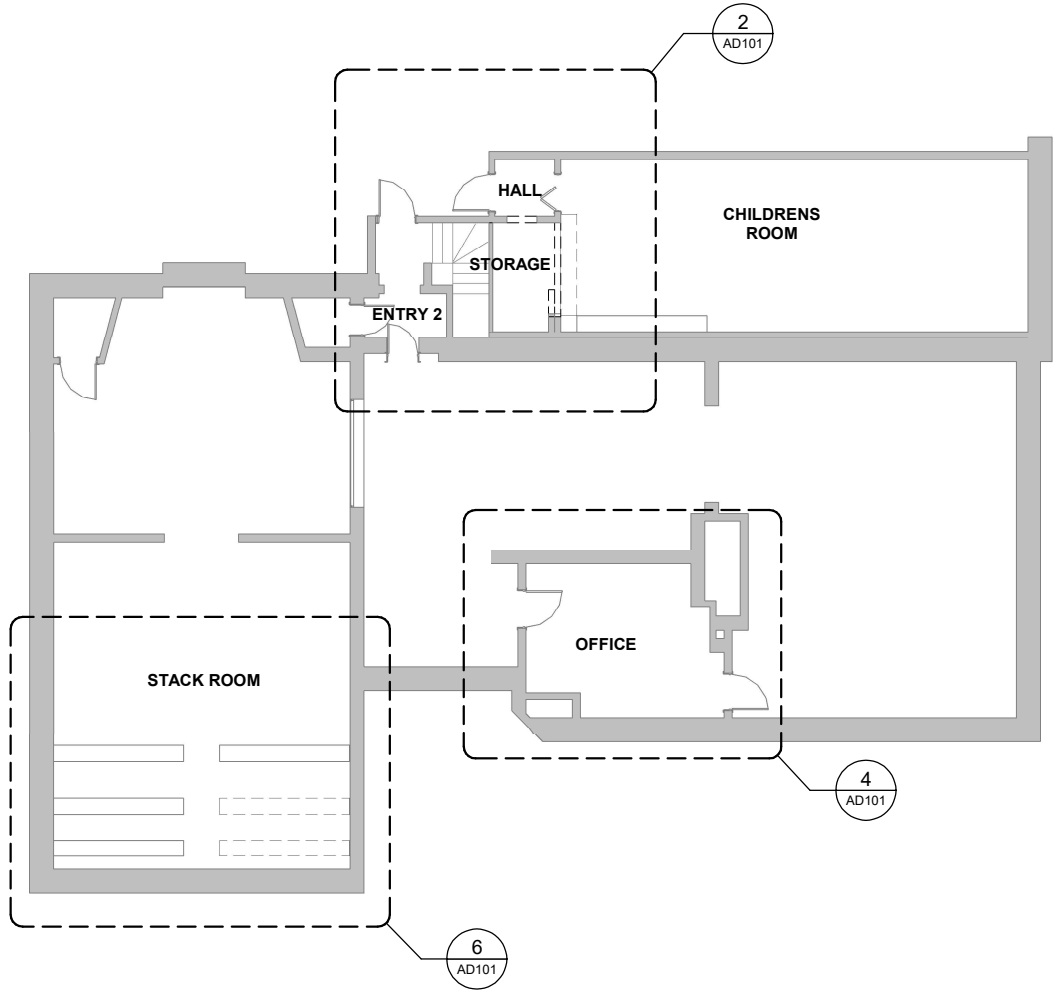 2
AD101
HALL
CHILDRENS
ROOM
STORAGE
ENTRY 2
OFFICE
STACK ROOM
4
AD101
6
AD101